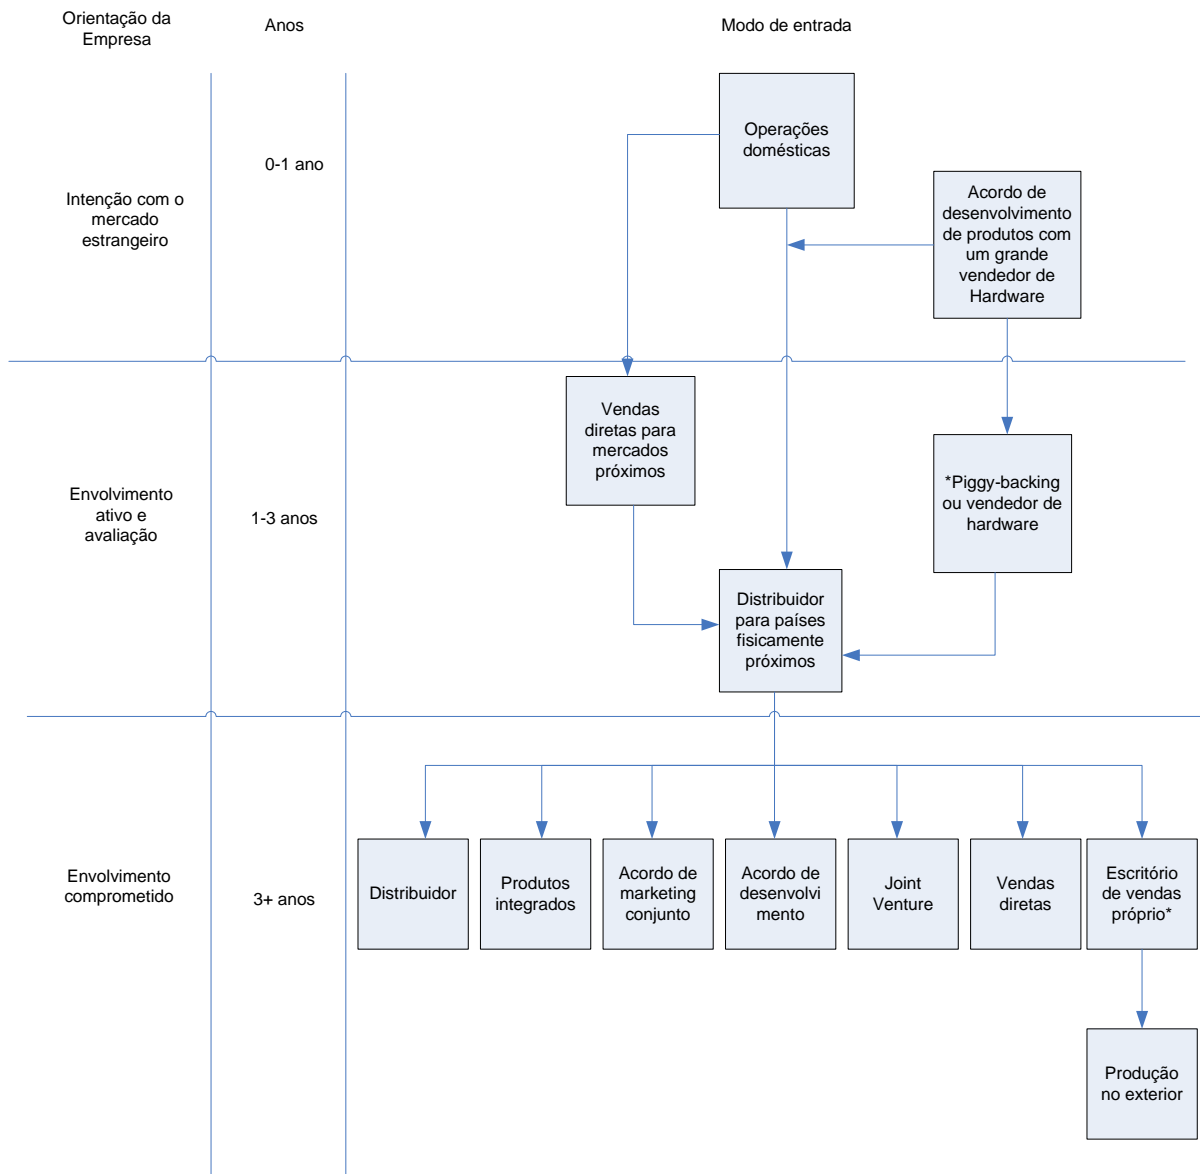 Orientação da
Empresa
Anos
Modo de entrada
Operações
domésticas
0-1 ano
Intenção com o
mercado
estrangeiro
Acordo de
desenvolvimento
de produtos com
um grande
vendedor de
Hardware
Vendas
diretas para
mercados
próximos
Envolvimento
ativo e
avaliação
1-3 anos
*Piggy-backing
ou vendedor de
hardware
Distribuidor
para países
fisicamente
próximos
Envolvimento
comprometido
3+ anos
Distribuidor
Produtos
integrados
Acordo de
marketing
conjunto
Acordo de
desenvolvi
mento
Joint
Venture
Vendas
diretas
Escritório
de vendas
próprio*
Produção
no exterior